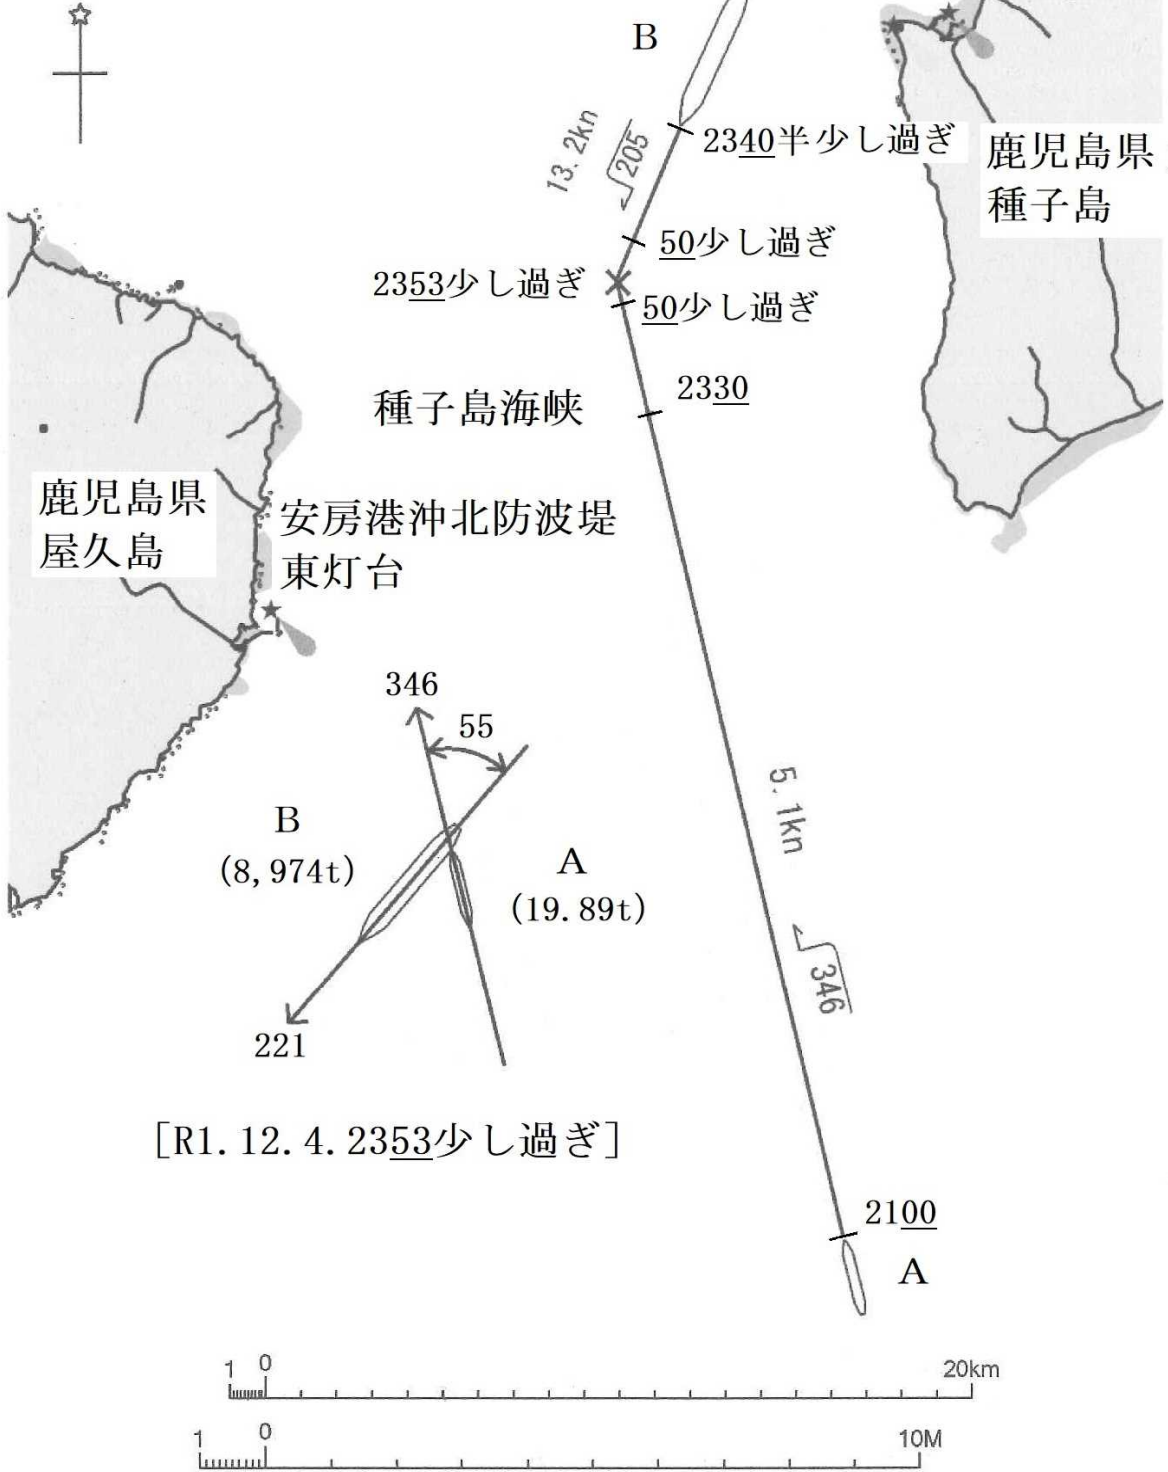 B
13.2kn
205
2340半少し過ぎ
鹿児島県
種子島
50少し過ぎ
2353少し過ぎ
50少し過ぎ
2330
種子島海峡
鹿児島県
屋久島
安房港沖北防波堤
東灯台
346
55
B
(8,974t)
A
(19.89t)
5.1kn
346
221
[R1.12.4.2353少し過ぎ]
2100
A
1 0 20km
1 0 10M